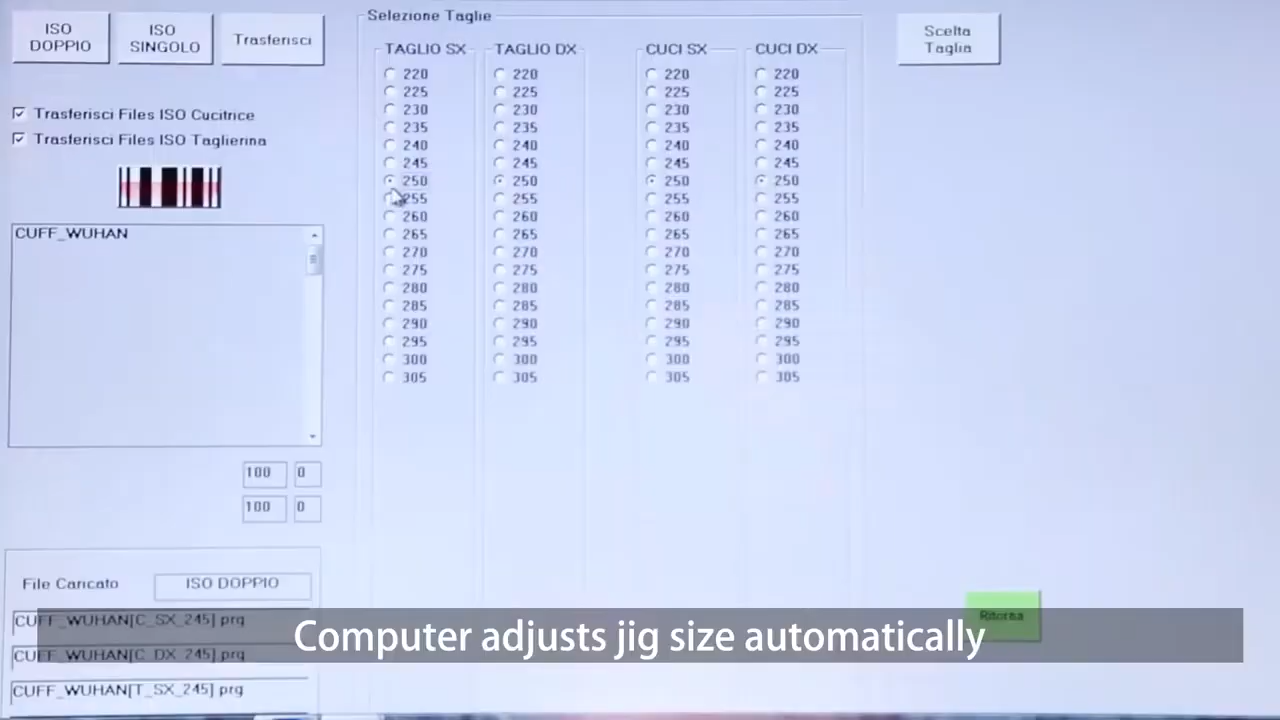 ISO
DOPPIO
ISO
SINGOLO
Trasferisci
Trasferisci Files ISO Cucitrice
Trasferisci Files ISO Taglierina
CUFF_WUHAN
100 0
100 0
File Caricato
ISO DOPPIO
CUFF_WUHAN[C_SX_245].prg
CUFF_WUHAN[C_DX_245].prg
CUFF_WUHAN[T_SX_245].prg
Selezione Taglie
TAGLIO SX TAGLIO DX CUCI SX CUCI DX
220 220 220 220
225 225 225 225
230 230 230 230
235 235 235 235
240 240 240 240
245 245 245 245
250 250 250 250
255 255 255 255
260 260 260 260
265 265 265 265
270 270 270 270
275 275 275 275
280 280 280 280
285 285 285 285
290 290 290 290
295 295 295 295
300 300 300 300
305 305 305 305
Scelta
Taglia
Ritorna
Computer adjusts jig size automatically